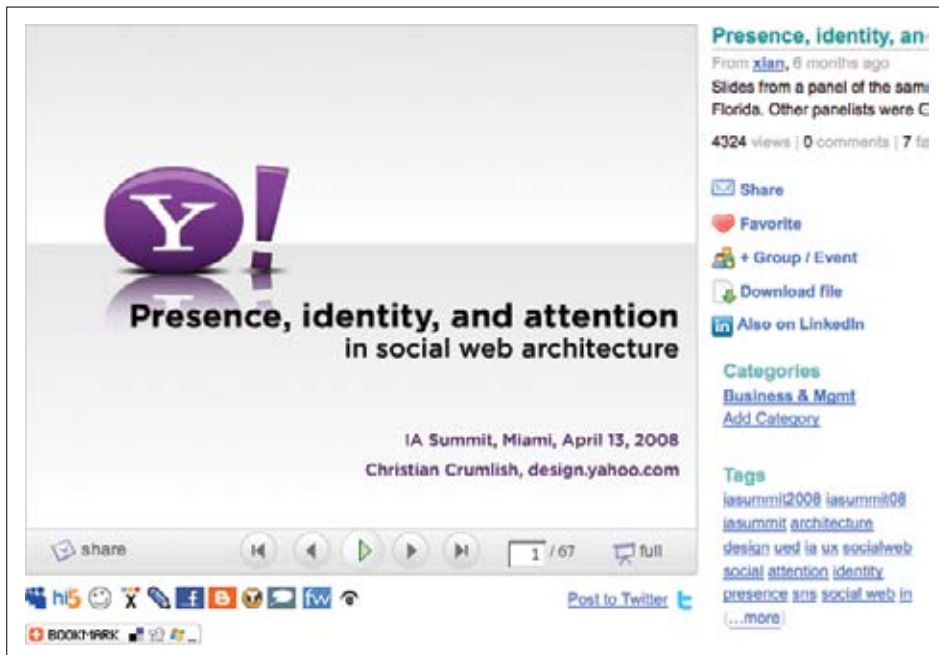 Y!
Presence, identity, and attention
in social web architecture
IA Summit, Miami, April 13, 2008
Christian Crumlish, design.yahoo.com
share
1 / 67
full
hi5
f
B
fw
Post to Twitter
BOOKMARK
Presence, identity, an
From xian, 6 months ago
Slides from a panel of the sam
Florida. Other panelists were C
4324 views | 0 comments | 7 fa
Share
Favorite
+ Group / Event
Download file
in Also on LinkedIn
Categories
Business & Mgmt
Add Category
Tags
iasummit2008 iasummit08
iasummit architecture
design ued ia ux socialweb
social attention identity
presence sns social web in
(...more)